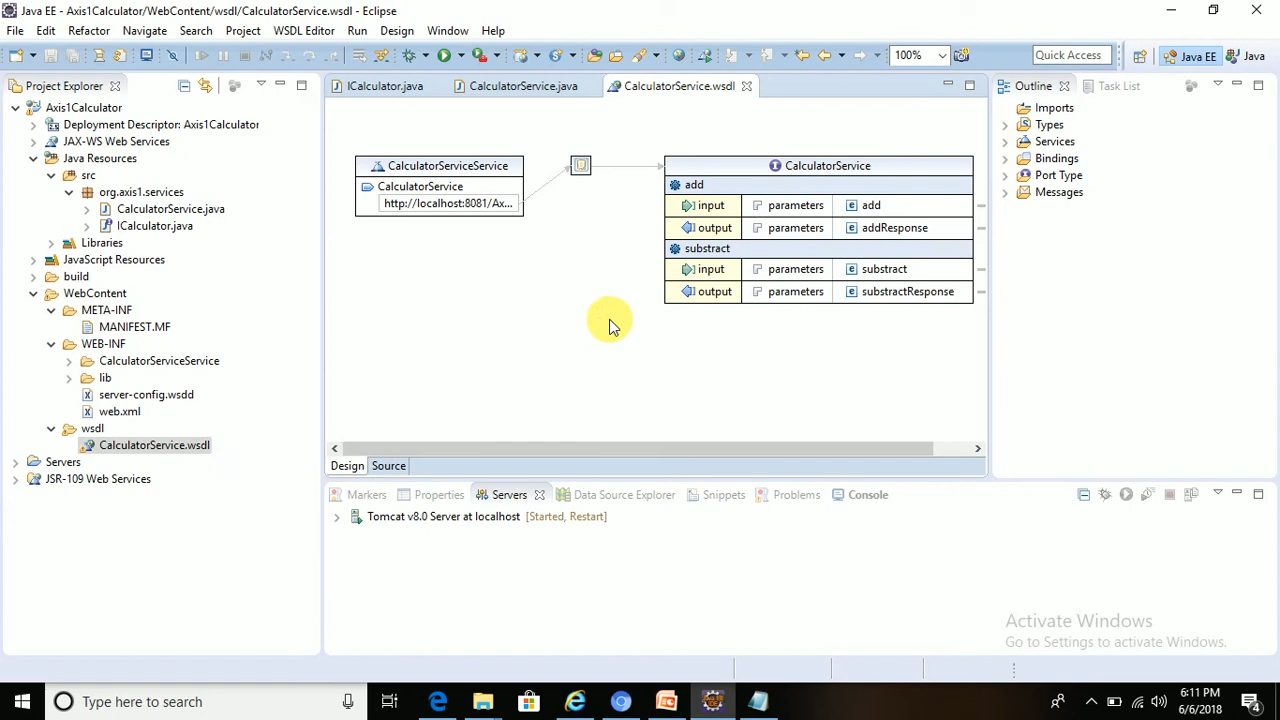 Java EE - Axis1Calculator/WebContent/wsdl/CalculatorService.wsdl - Eclipse
File Edit Refactor Navigate Search Project WSDL Editor Run Design Window Help
100%
Quick Access
Java EE
Java
Project Explorer
ICalculator.java
CalculatorService.java
CalculatorService.wsdl
Outline
Task List
Axis1Calculator
Deployment Descriptor: Axis1Calculator
JAX-WS Web Services
Java Resources
src
org.axis1.services
CalculatorService.java
ICalculator.java
Libraries
JavaScript Resources
build
WebContent
META-INF
MANIFEST.MF
WEB-INF
CalculatorServiceService
lib
server-config.wsdd
web.xml
wsdl
CalculatorService.wsdl
Servers
JSR-109 Web Services
CalculatorServiceService
CalculatorService
http://localhost:8081/Ax...
CalculatorService
add
input parameters add
output parameters addResponse
substract
input parameters substract
output parameters substractResponse
Design
Source
Imports
Types
Services
Bindings
Port Type
Messages
Markers
Properties
Servers
Data Source Explorer
Snippets
Problems
Console
Tomcat v8.0 Server at localhost [Started, Restart]
Activate Windows
Go to Settings to activate Windows.
Type here to search
6:11 PM
6/6/2018
4